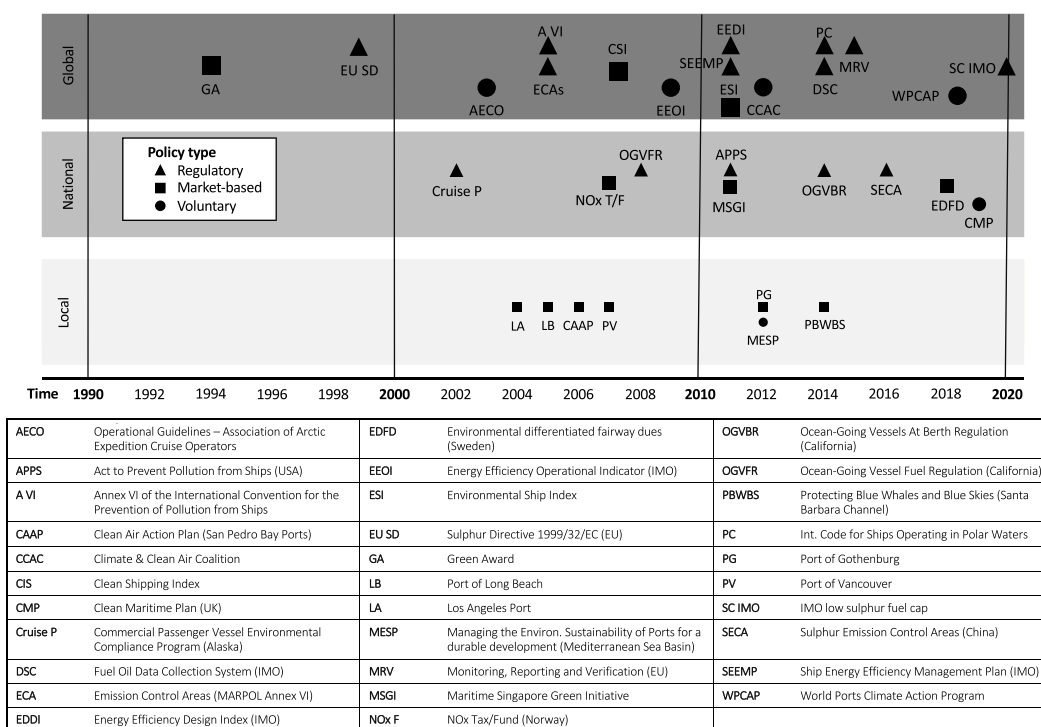 Global
A VI
EEDI
PC
CSI
SEEMP
MRV
SC IMO
EU SD
GA
ECAs
ESI
DSC
WPCAP
AECO
EEOI
CCAC
National
Policy type
Regulatory
Market-based
Voluntary
OGVFR
APPS
Cruise P
NOx T/F
MSGI
OGVBR
SECA
EDFD
CMP
Local
PG
LA LB CAAP PV
PBWBS
MESP
Time 1990 1992 1994 1996 1998 2000 2002 2004 2006 2008 2010 2012 2014 2016 2018 2020
AECO Operational Guidelines – Association of Arctic
Expedition Cruise Operators
EDFD Environmental differentiated fairway dues
(Sweden)
OGVBR Ocean-Going Vessels At Berth Regulation
(California)
APPS Act to Prevent Pollution from Ships (USA)
EEOI Energy Efficiency Operational Indicator (IMO)
OGVFR Ocean-Going Vessel Fuel Regulation (California)
A VI Annex VI of the International Convention for the
Prevention of Pollution from Ships
ESI Environmental Ship Index
PBWBS Protecting Blue Whales and Blue Skies (Santa
Barbara Channel)
CAAP Clean Air Action Plan (San Pedro Bay Ports)
EU SD Sulphur Directive 1999/32/EC (EU)
PC Int. Code for Ships Operating in Polar Waters
CCAC Climate & Clean Air Coalition
GA Green Award
PG Port of Gothenburg
CIS Clean Shipping Index
LB Port of Long Beach
PV Port of Vancouver
CMP Clean Maritime Plan (UK)
LA Los Angeles Port
SC IMO IMO low sulphur fuel cap
Cruise P Commercial Passenger Vessel Environmental
Compliance Program (Alaska)
MESP Managing the Environ. Sustainability of Ports for a
durable development (Mediterranean Sea Basin)
SECA Sulphur Emission Control Areas (China)
DSC Fuel Oil Data Collection System (IMO)
MRV Monitoring, Reporting and Verification (EU)
SEEMP Ship Energy Efficiency Management Plan (IMO)
ECA Emission Control Areas (MARPOL Annex VI)
MSGI Maritime Singapore Green Initiative
WPCAP World Ports Climate Action Program
EDDI Energy Efficiency Design Index (IMO)
NOx F NOx Tax/Fund (Norway)